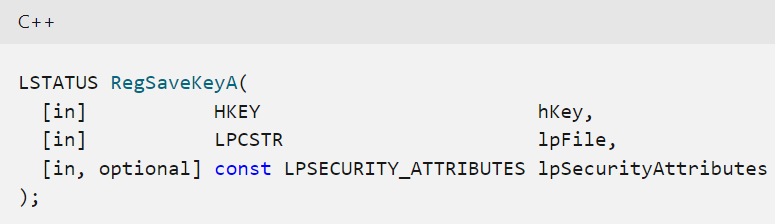 C++
LSTATUS RegSaveKeyA(
  [in]           HKEY                        hKey,
  [in]           LPCSTR                      lpFile,
  [in, optional] const LPSECURITY_ATTRIBUTES lpSecurityAttributes
);